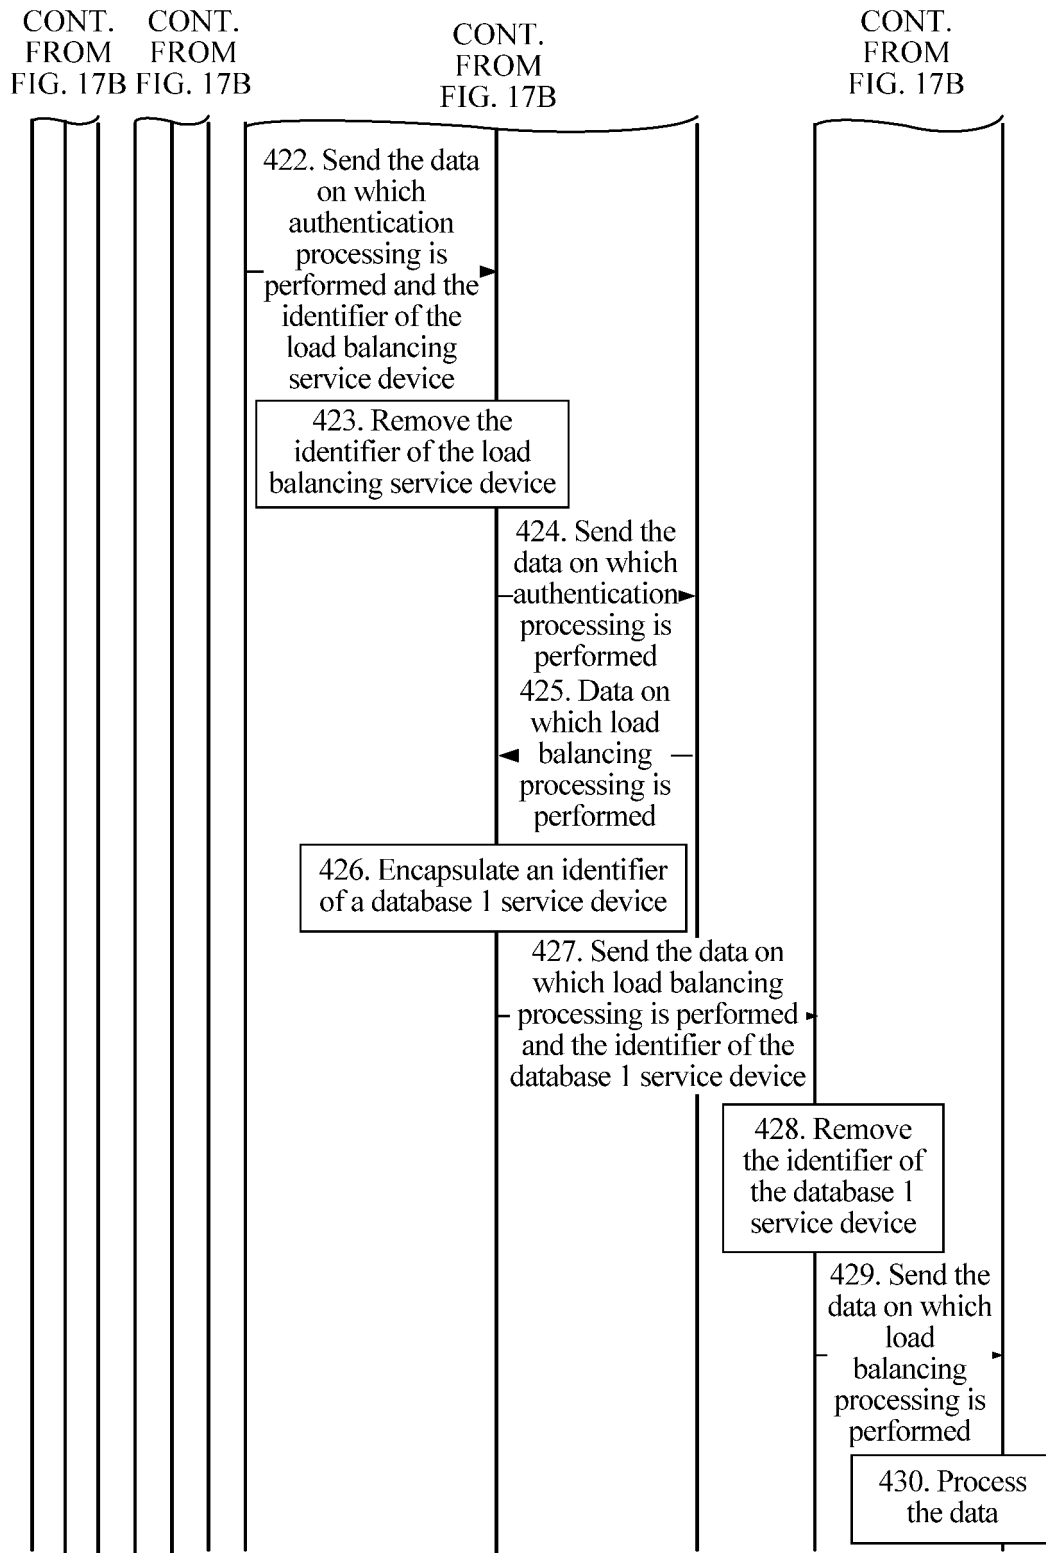 CONT.
FROM
FIG. 17B
CONT.
FROM
FIG. 17B
CONT.
FROM
FIG. 17B
CONT.
FROM
FIG. 17B
422. Send the data
on which
authentication
processing is
performed and the
identifier of the
load balancing
service device
423. Remove the
identifier of the load
balancing service device
424. Send the
data on which
authentication
processing is
performed
425. Data on
which load
balancing
processing is
performed
426. Encapsulate an identifier
of a database 1 service device
427. Send the data on
which load balancing
processing is performed
and the identifier of the
database 1 service device
428. Remove
the identifier of
the database 1
service device
429. Send the
data on which
load
balancing
processing is
performed
430. Process
the data